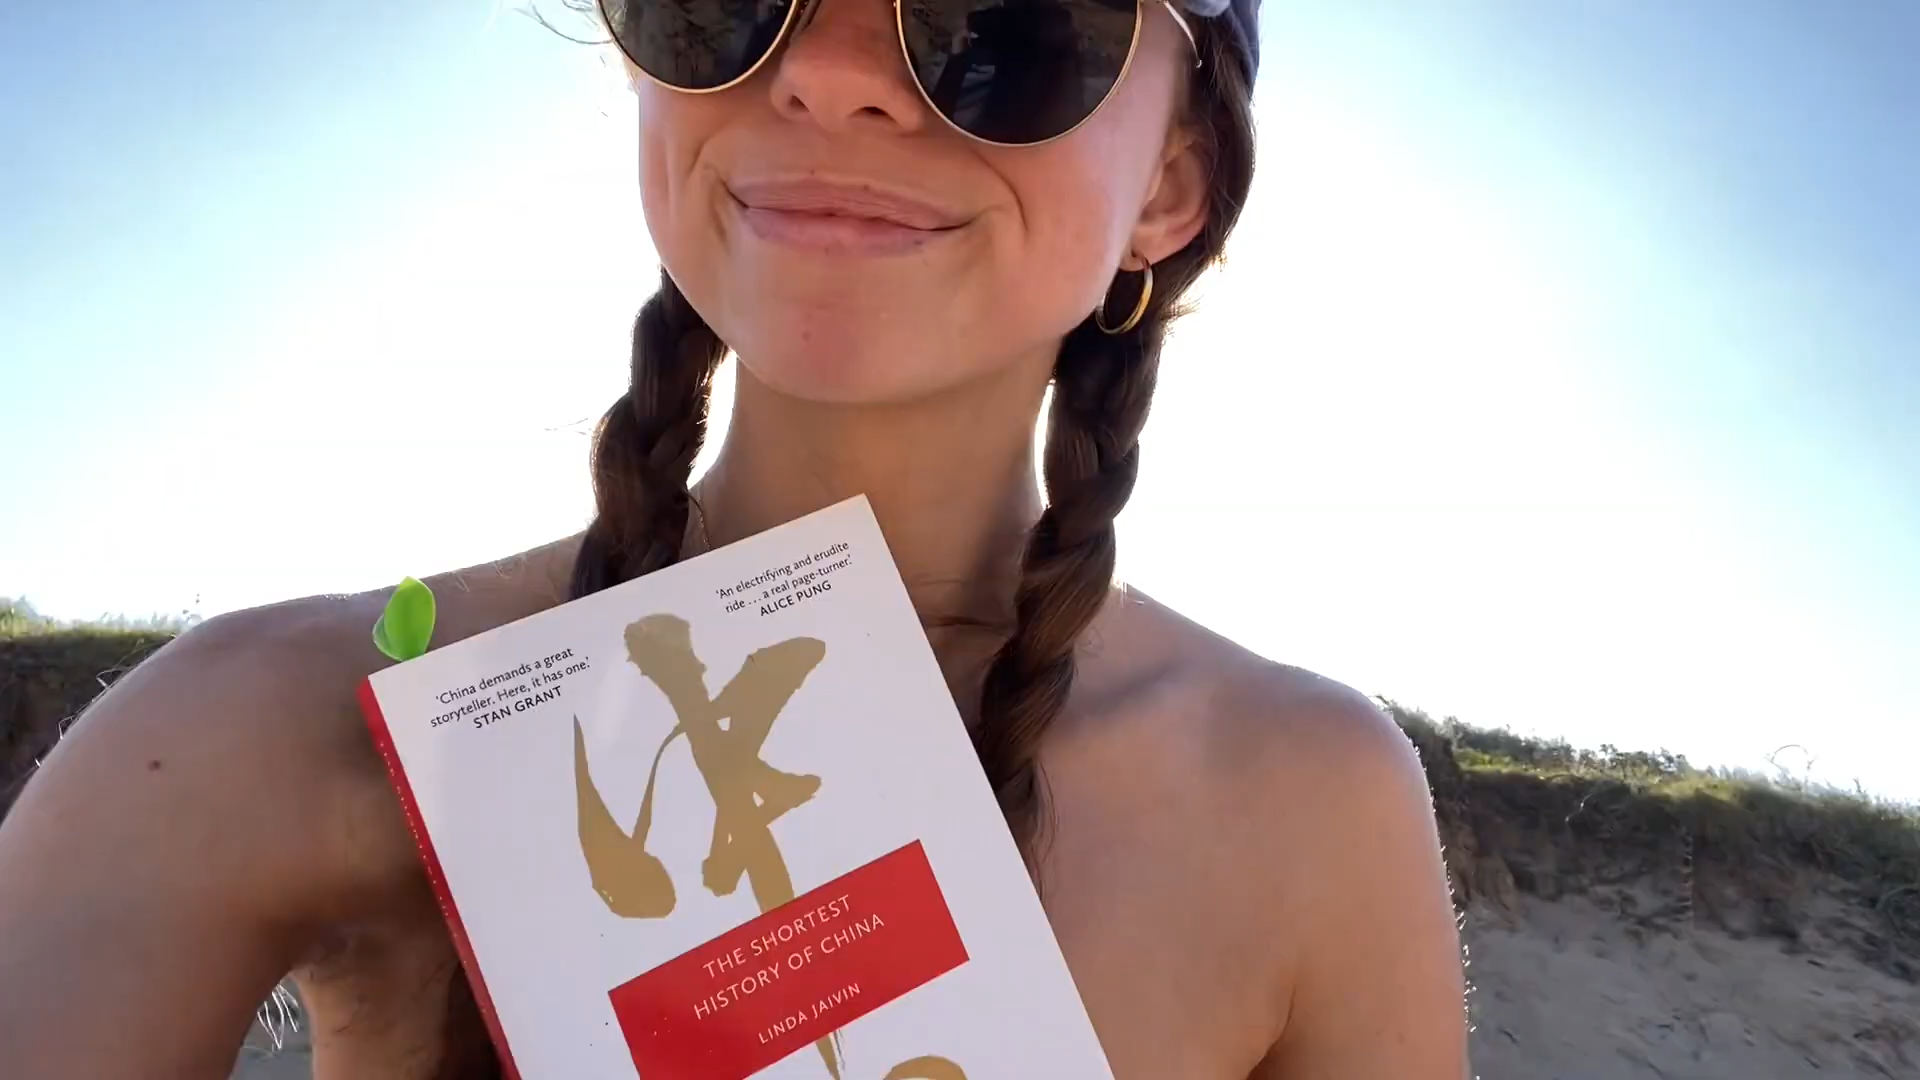 'An electrifying and erudite
ride ... a real page-turner.'
ALICE PUNG
'China demands a great
storyteller. Here, it has one.'
STAN GRANT
THE SHORTEST
HISTORY OF CHINA
LINDA JAIVIN